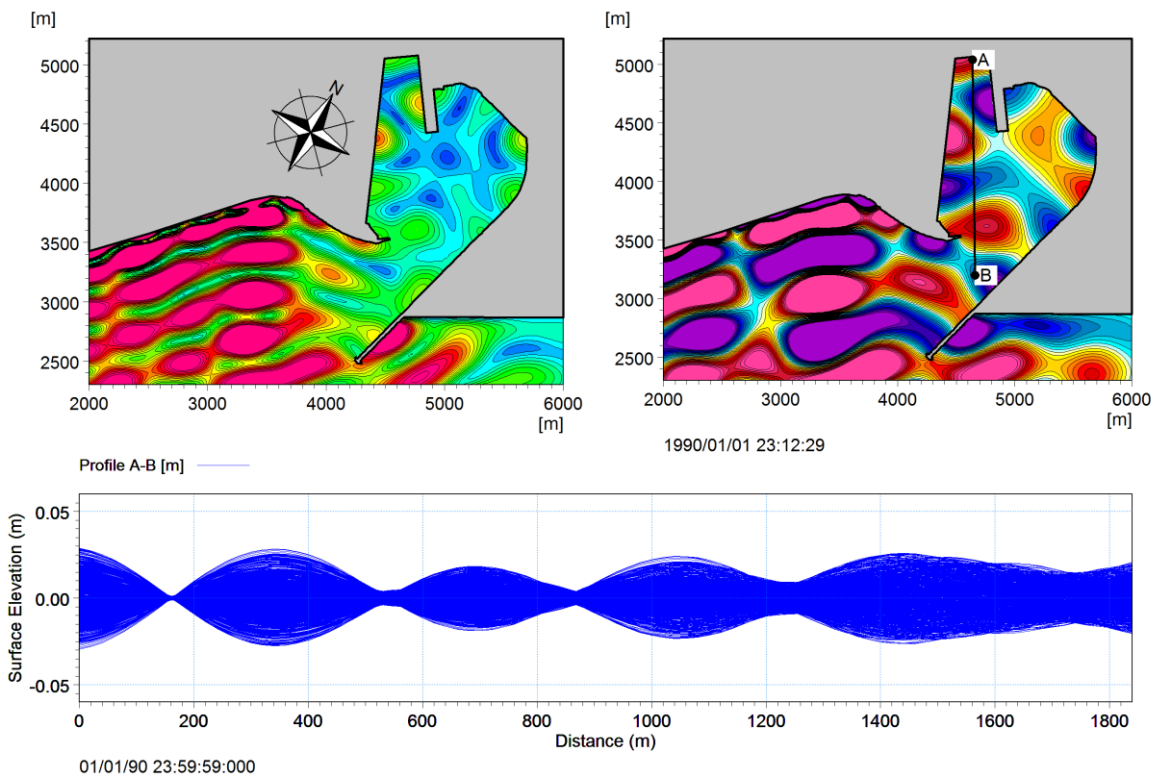 [m]
5000
4500
4000
3500
3000
2500
2000 3000 4000 5000 6000
[m]
N
[m]
5000
4500
4000
3500
3000
2500
2000 3000 4000 5000 6000
[m]
A
B
1990/01/01 23:12:29
Profile A-B [m]
Surface Elevation (m)
0.05
0.00
-0.05
0 200 400 600 800 1000 1200 1400 1600 1800
Distance (m)
01/01/90 23:59:59:000